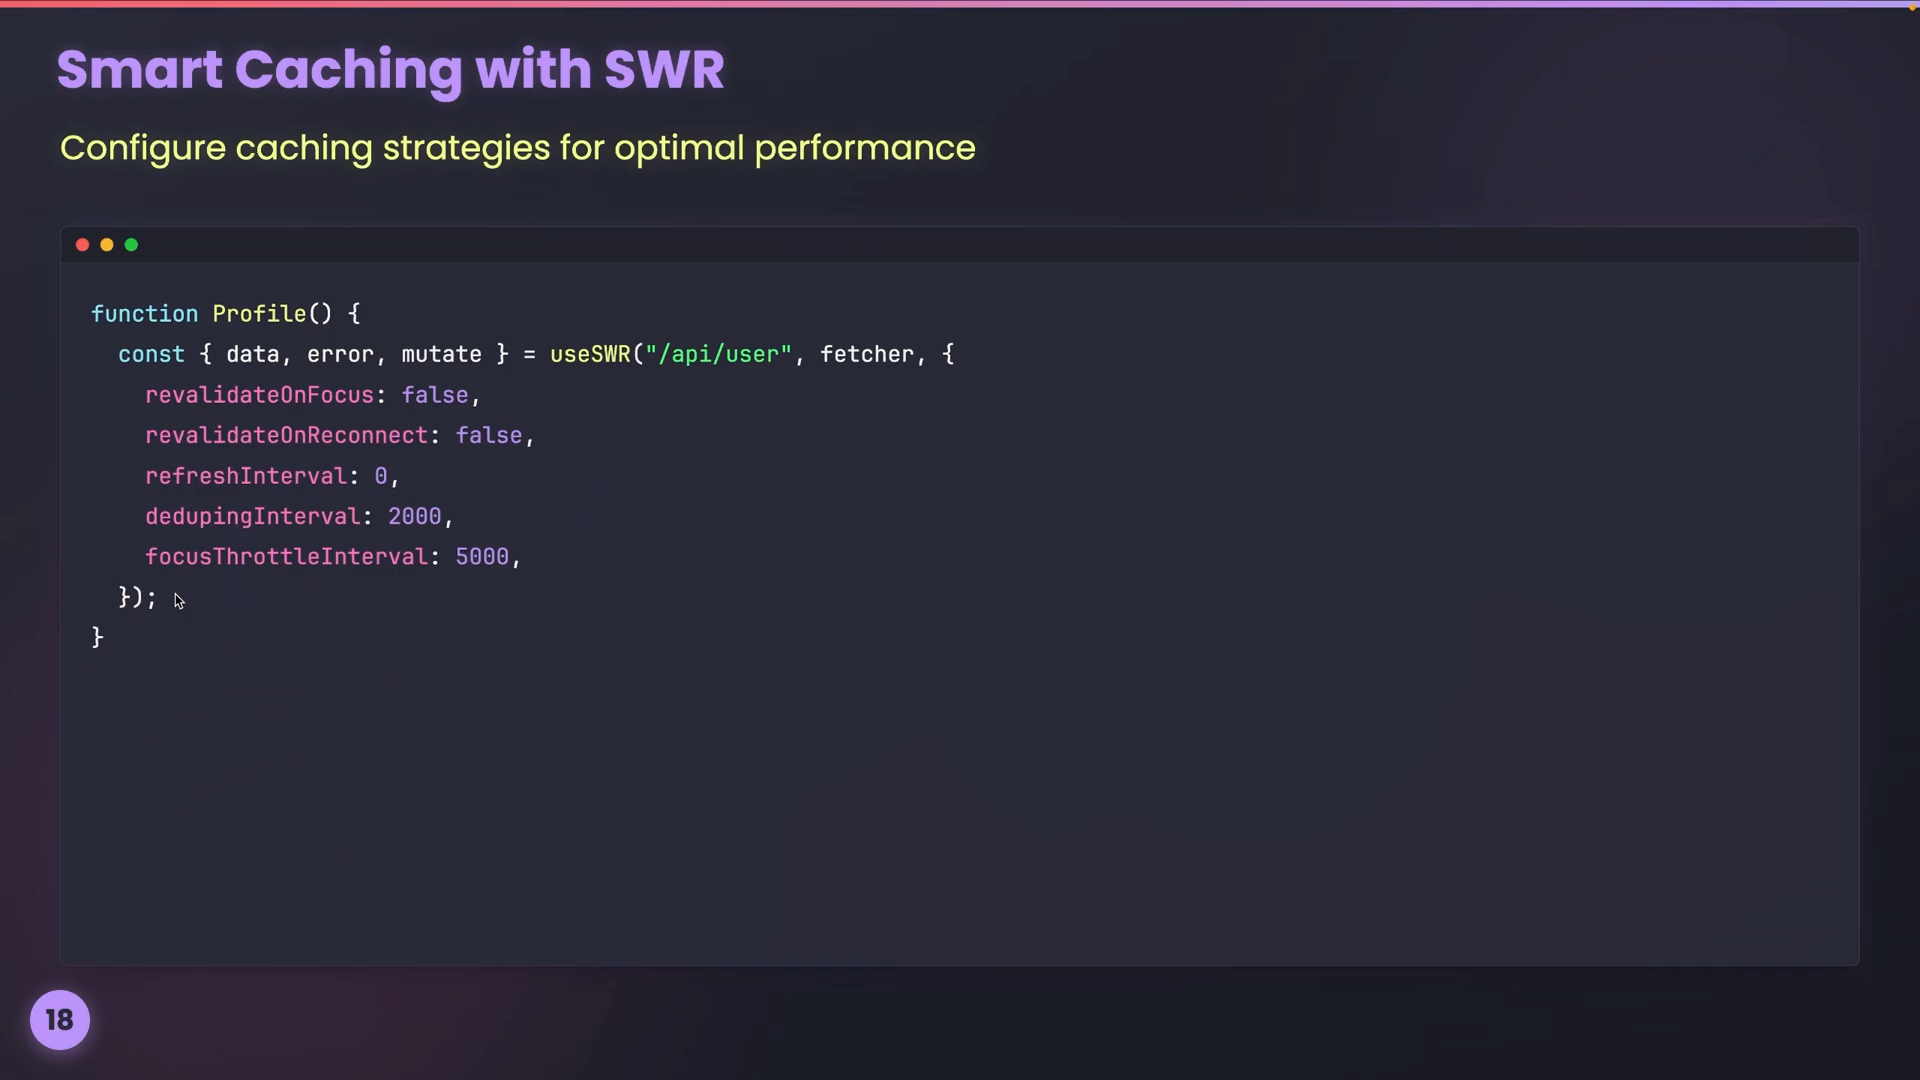 Smart Caching with SWR
Configure caching strategies for optimal performance
function Profile() {
  const { data, error, mutate } = useSWR("/api/user", fetcher, {
    revalidateOnFocus: false,
    revalidateOnReconnect: false,
    refreshInterval: 0,
    dedupingInterval: 2000,
    focusThrottleInterval: 5000,
  });
}
18